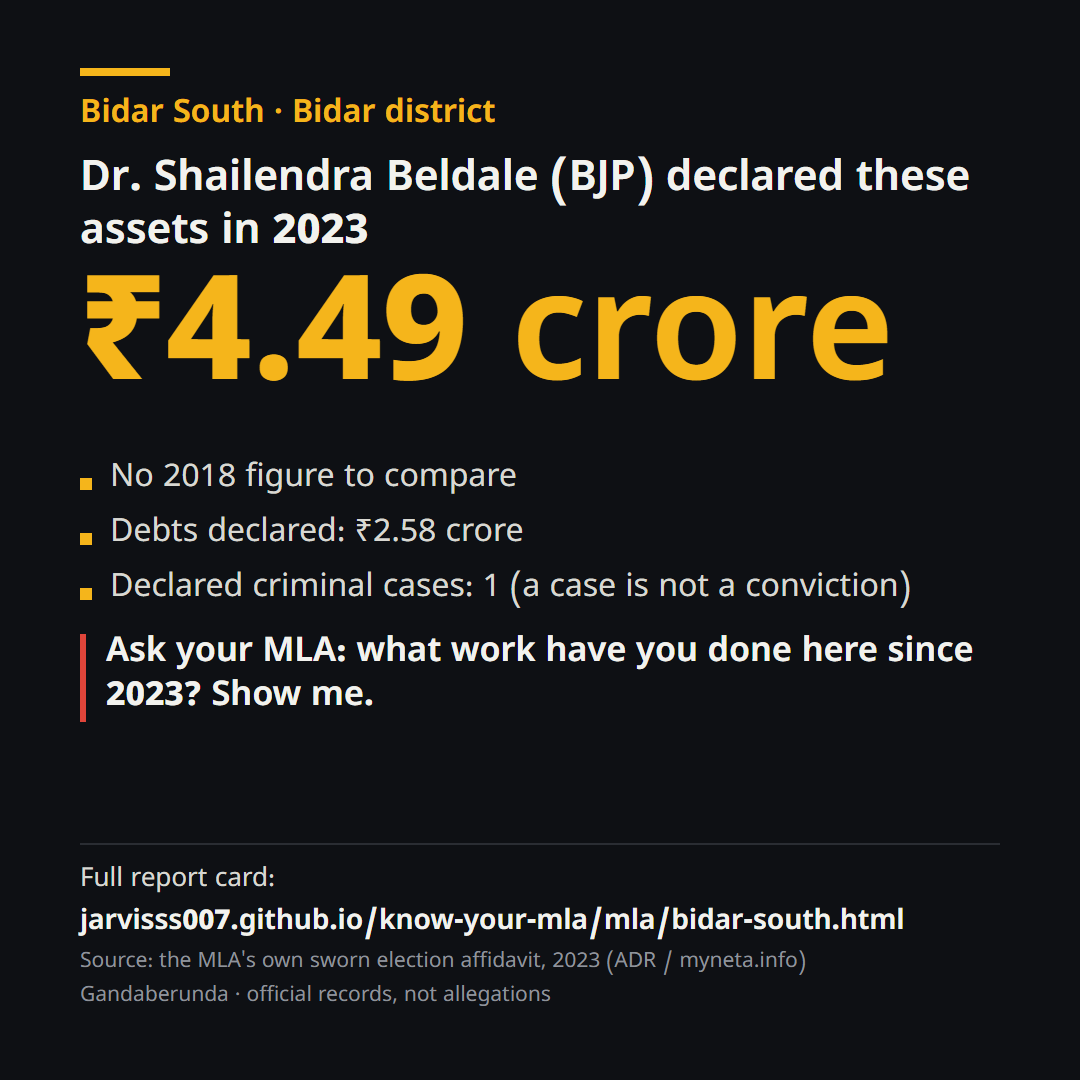 Bidar South · Bidar district
Dr. Shailendra Beldale (BJP) declared these
assets in 2023
₹4.49 crore
No 2018 figure to compare
Debts declared: ₹2.58 crore
Declared criminal cases: 1 (a case is not a conviction)
Ask your MLA: what work have you done here since
2023? Show me.
Full report card:
jarvisss007.github.io/know-your-mla/mla/bidar-south.html
Source: the MLA's own sworn election affidavit, 2023 (ADR / myneta.info)
Gandaberunda · official records, not allegations